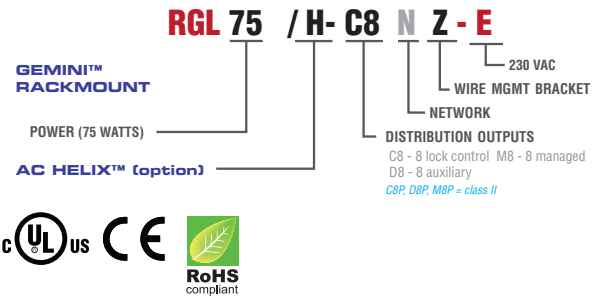 RGL 75 /H- C8 N Z - E
230 VAC
GEMINI™
RACKMOUNT
WIRE MGMT BRACKET
NETWORK
POWER (75 WATTS)
DISTRIBUTION OUTPUTS
C8 - 8 lock control M8 - 8 managed
D8 - 8 auxiliary
C8P, D8P, M8P = class II
AC HELIX™ (option)
C UL US CE
®
RoHS
compliant